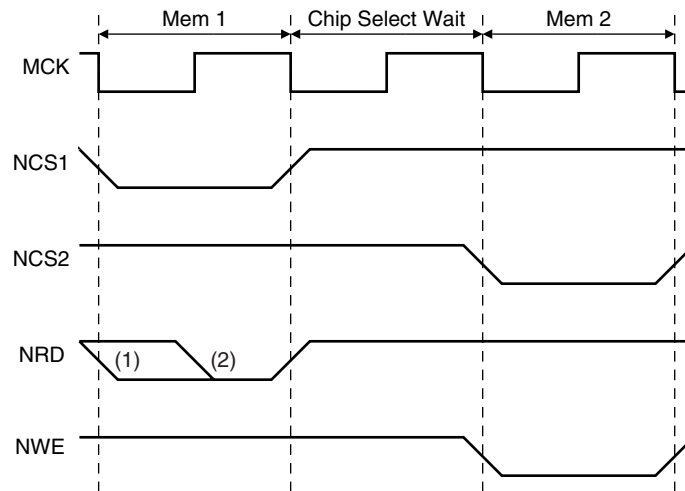 Mem 1 Chip Select Wait Mem 2
MCK
NCS1
NCS2
NRD (1) (2)
NWE